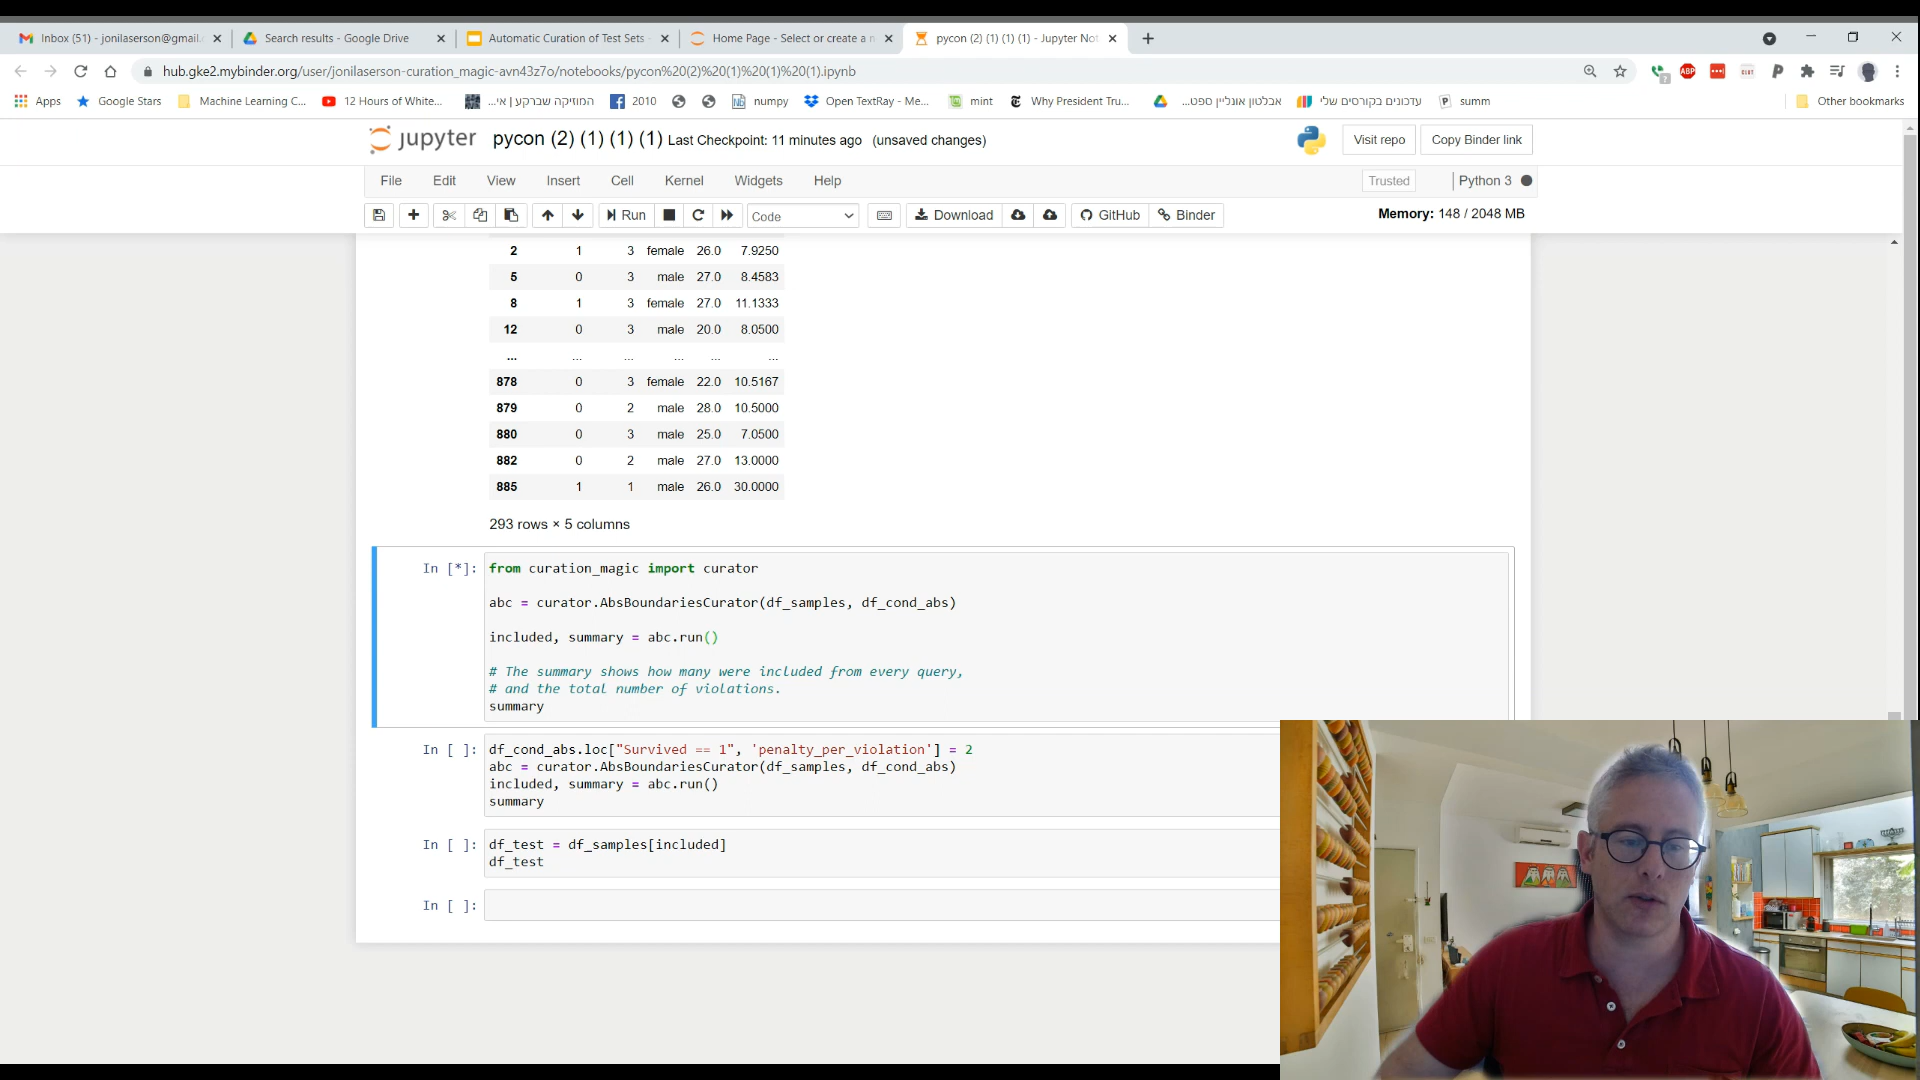 Inbox (51) - jonilaserson@gmail.
Search results - Google Drive
Automatic Curation of Test Sets -
Home Page - Select or create a n
pycon (2) (1) (1) (1) - Jupyter Not
hub.gke2.mybinder.org/user/jonilaserson-curation_magic-avn43z7o/notebooks/pycon%20(2)%20(1)%20(1)%20(1).ipynb
Apps
Google Stars
Machine Learning C...
12 Hours of White...
המוזיקה שברקע | אי...
2010
numpy
Open TextRay - Me...
mint
Why President Tru...
אבלטון אונליין ספט...
עדכונים בקורסים שלי
summ
Other bookmarks
jupyter pycon (2) (1) (1) (1) Last Checkpoint: 11 minutes ago (unsaved changes)
Visit repo
Copy Binder link
File Edit View Insert Cell Kernel Widgets Help
Trusted
Python 3
Run
Code
Download
GitHub
Binder
Memory: 148 / 2048 MB
2 1 3 female 26.0 7.9250
5 0 3 male 27.0 8.4583
8 1 3 female 27.0 11.1333
12 0 3 male 20.0 8.0500
... ... ... ... ... ...
878 0 3 female 22.0 10.5167
879 0 2 male 28.0 10.5000
880 0 3 male 25.0 7.0500
882 0 2 male 27.0 13.0000
885 1 1 male 26.0 30.0000
293 rows × 5 columns
In [*]: from curation_magic import curator
abc = curator.AbsBoundariesCurator(df_samples, df_cond_abs)
included, summary = abc.run()
# The summary shows how many were included from every query,
# and the total number of violations.
summary
In [ ]: df_cond_abs.loc["Survived == 1", 'penalty_per_violation'] = 2
abc = curator.AbsBoundariesCurator(df_samples, df_cond_abs)
included, summary = abc.run()
summary
In [ ]: df_test = df_samples[included]
df_test
In [ ]: